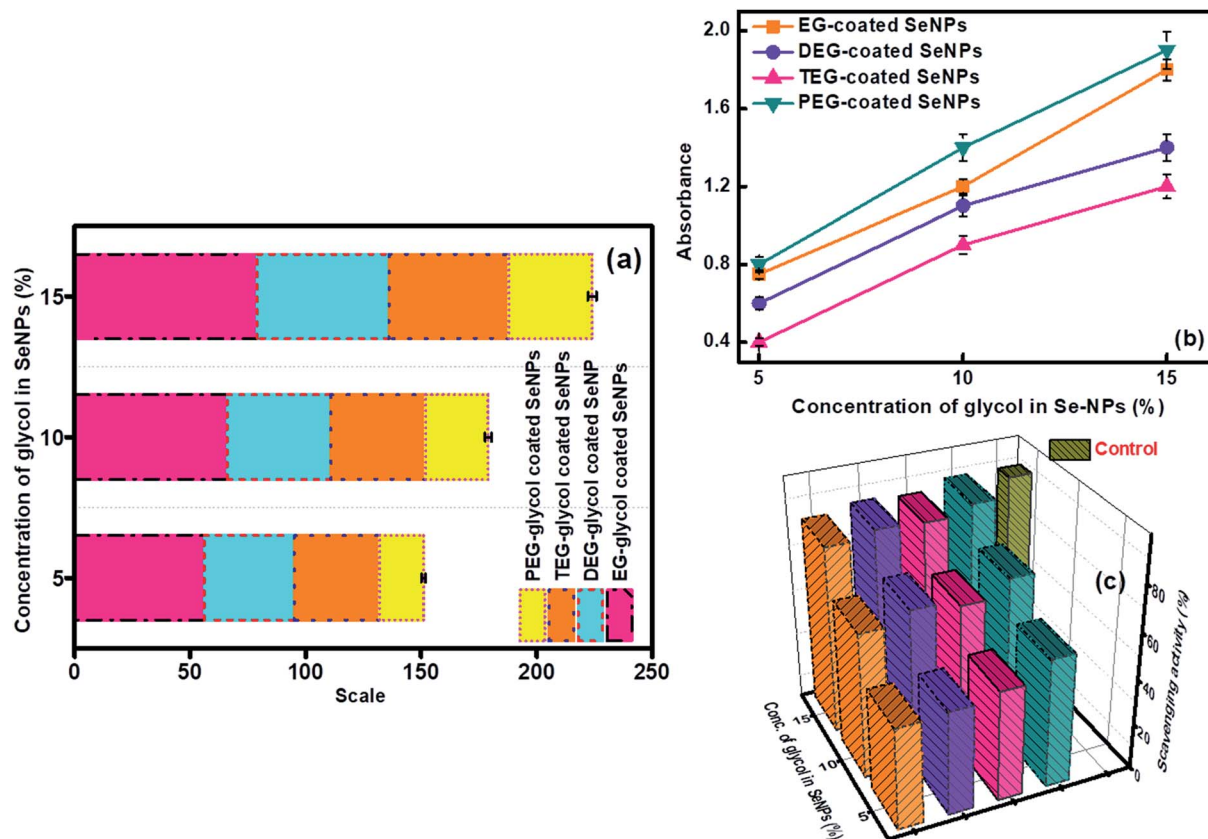 Concentration of glycol in SeNPs (%)
15
10
5
(a)
PEG-glycol coated SeNPs
TEG-glycol coated SeNPs
DEG-glycol coated SeNP
EG-glycol coated SeNPs
0 50 100 150 200 250
Scale
Absorbance
2.0
1.6
1.2
0.8
0.4
EG-coated SeNPs
DEG-coated SeNPs
TEG-coated SeNPs
PEG-coated SeNPs
(b)
5 10 15
Concentration of glycol in Se-NPs (%)
Control
(c)
80
60
40
20
0
Scavenging activity (%)
15
10
5
Conc. of glycol in SeNPs (%)